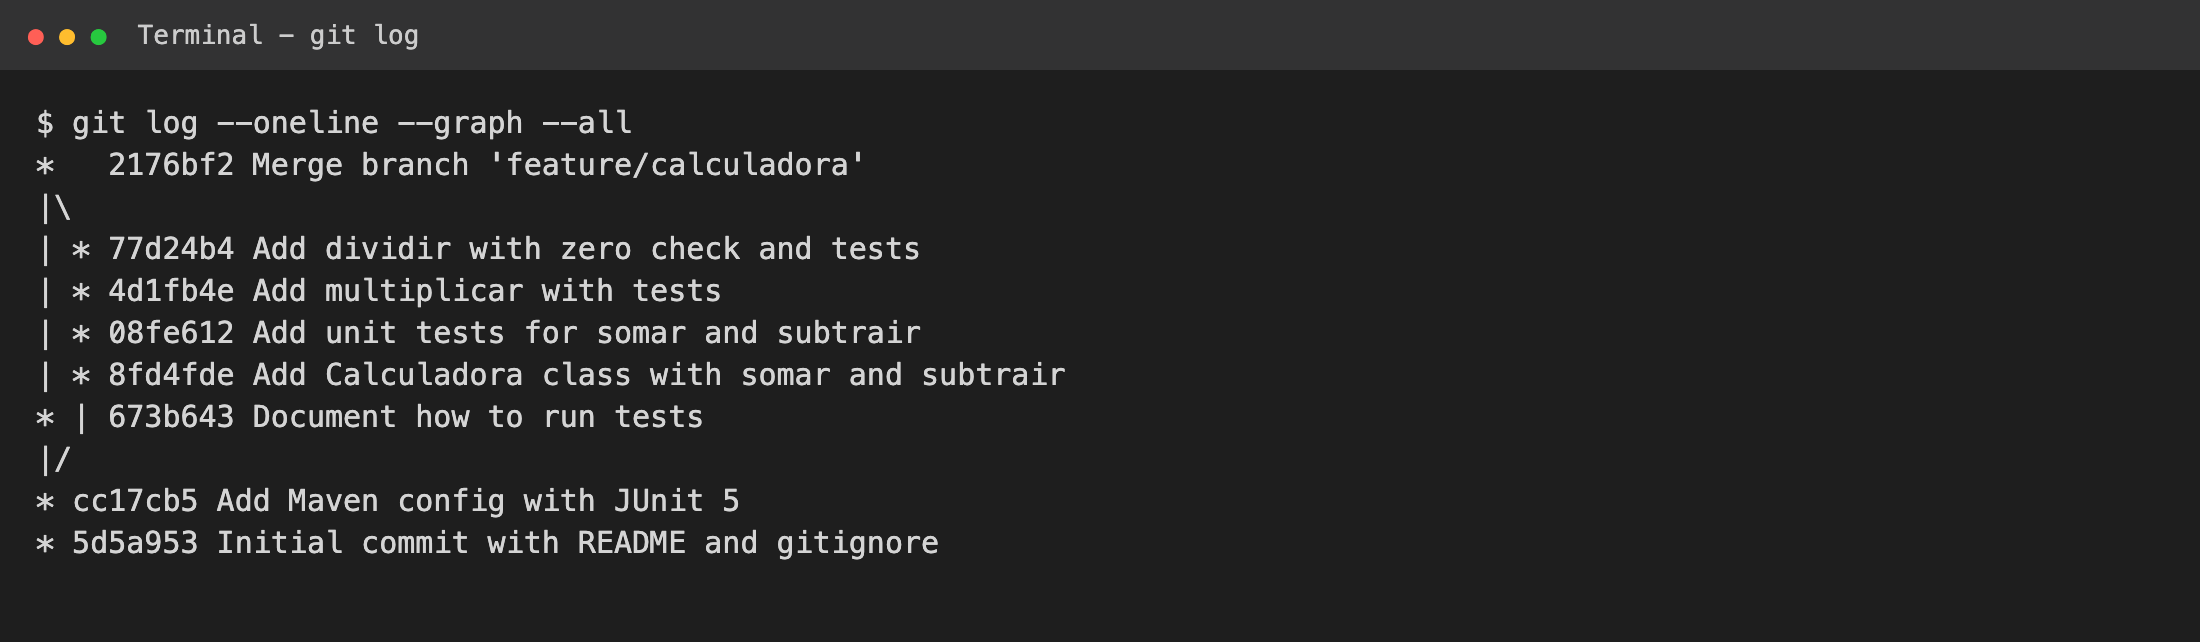 Terminal — git log
$ git log --oneline --graph --all
*   2176bf2 Merge branch 'feature/calculadora'
|\
| * 77d24b4 Add dividir with zero check and tests
| * 4d1fb4e Add multiplicar with tests
| * 08fe612 Add unit tests for somar and subtrair
| * 8fd4fde Add Calculadora class with somar and subtrair
* | 673b643 Document how to run tests
|/
* cc17cb5 Add Maven config with JUnit 5
* 5d5a953 Initial commit with README and gitignore